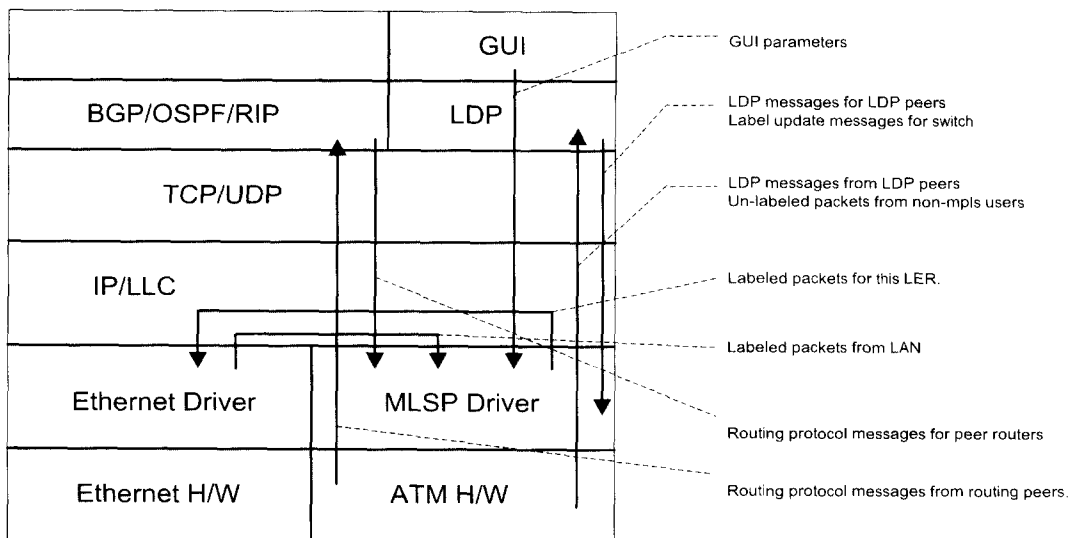 GUI
GUI parameters
BGP/OSPF/RIP
LDP
LDP messages for LDP peers
Label update messages for switch
TCP/UDP
LDP messages from LDP peers
Un-labeled packets from non-mpls users
IP/LLC
Labeled packets for this LER.
Labeled packets from LAN
Ethernet Driver
MLSP Driver
Routing protocol messages for peer routers
Ethernet H/W
ATM H/W
Routing protocol messages from routing peers.